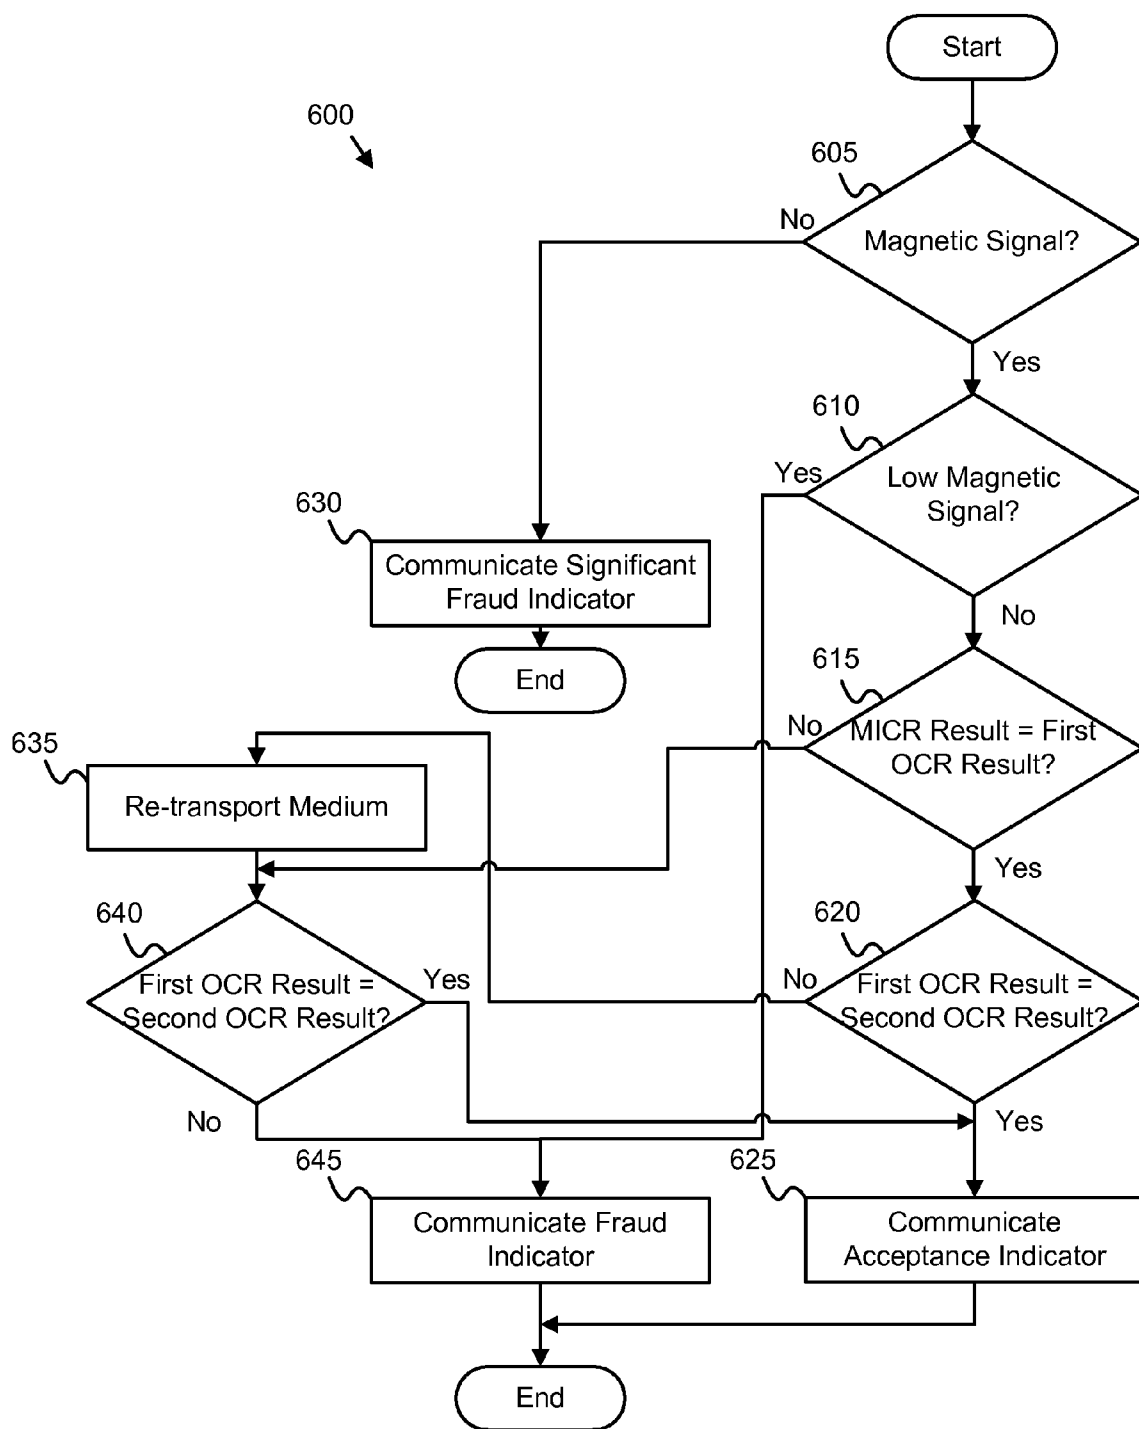 Start
600
605
No
Magnetic Signal?
Yes
610
Yes
Low Magnetic
Signal?
630
Communicate Significant
Fraud Indicator
No
End
615
No
MICR Result = First
OCR Result?
635
Re-transport Medium
Yes
640
620
First OCR Result =
Second OCR Result?
Yes
No
First OCR Result =
Second OCR Result?
No
Yes
645
625
Communicate Fraud
Indicator
Communicate
Acceptance Indicator
End